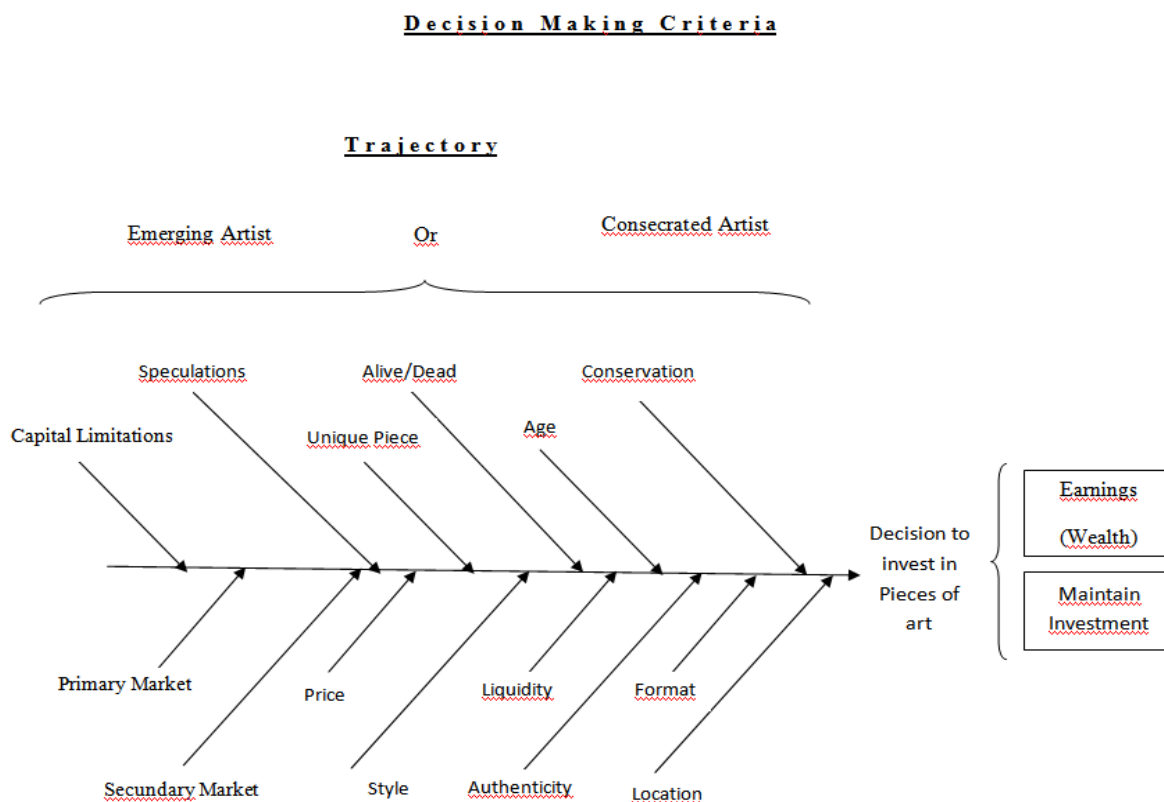 Decision Making Criteria
Trajectory
Emerging Artist
Or
Consecrated Artist
Speculations
Alive/Dead
Conservation
Capital Limitations
Unique Piece
Age
Decision to
invest in
Pieces of
art
Earnings
(Wealth)
Maintain
Investment
Primary Market
Price
Liquidity
Format
Secundary Market
Style
Authenticity
Location